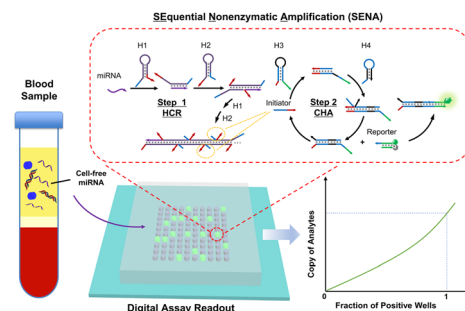 SEquential Nonenzymatic Amplification (SENA)
H1
H2
H3
H4
miRNA
Step 1
HCR
H1
H2
Initiator
Step 2
CHA
Reporter
+
Blood
Sample
Cell-free
miRNA
Digital Assay Readout
Copy of Analytes
0
1
Fraction of Positive Wells